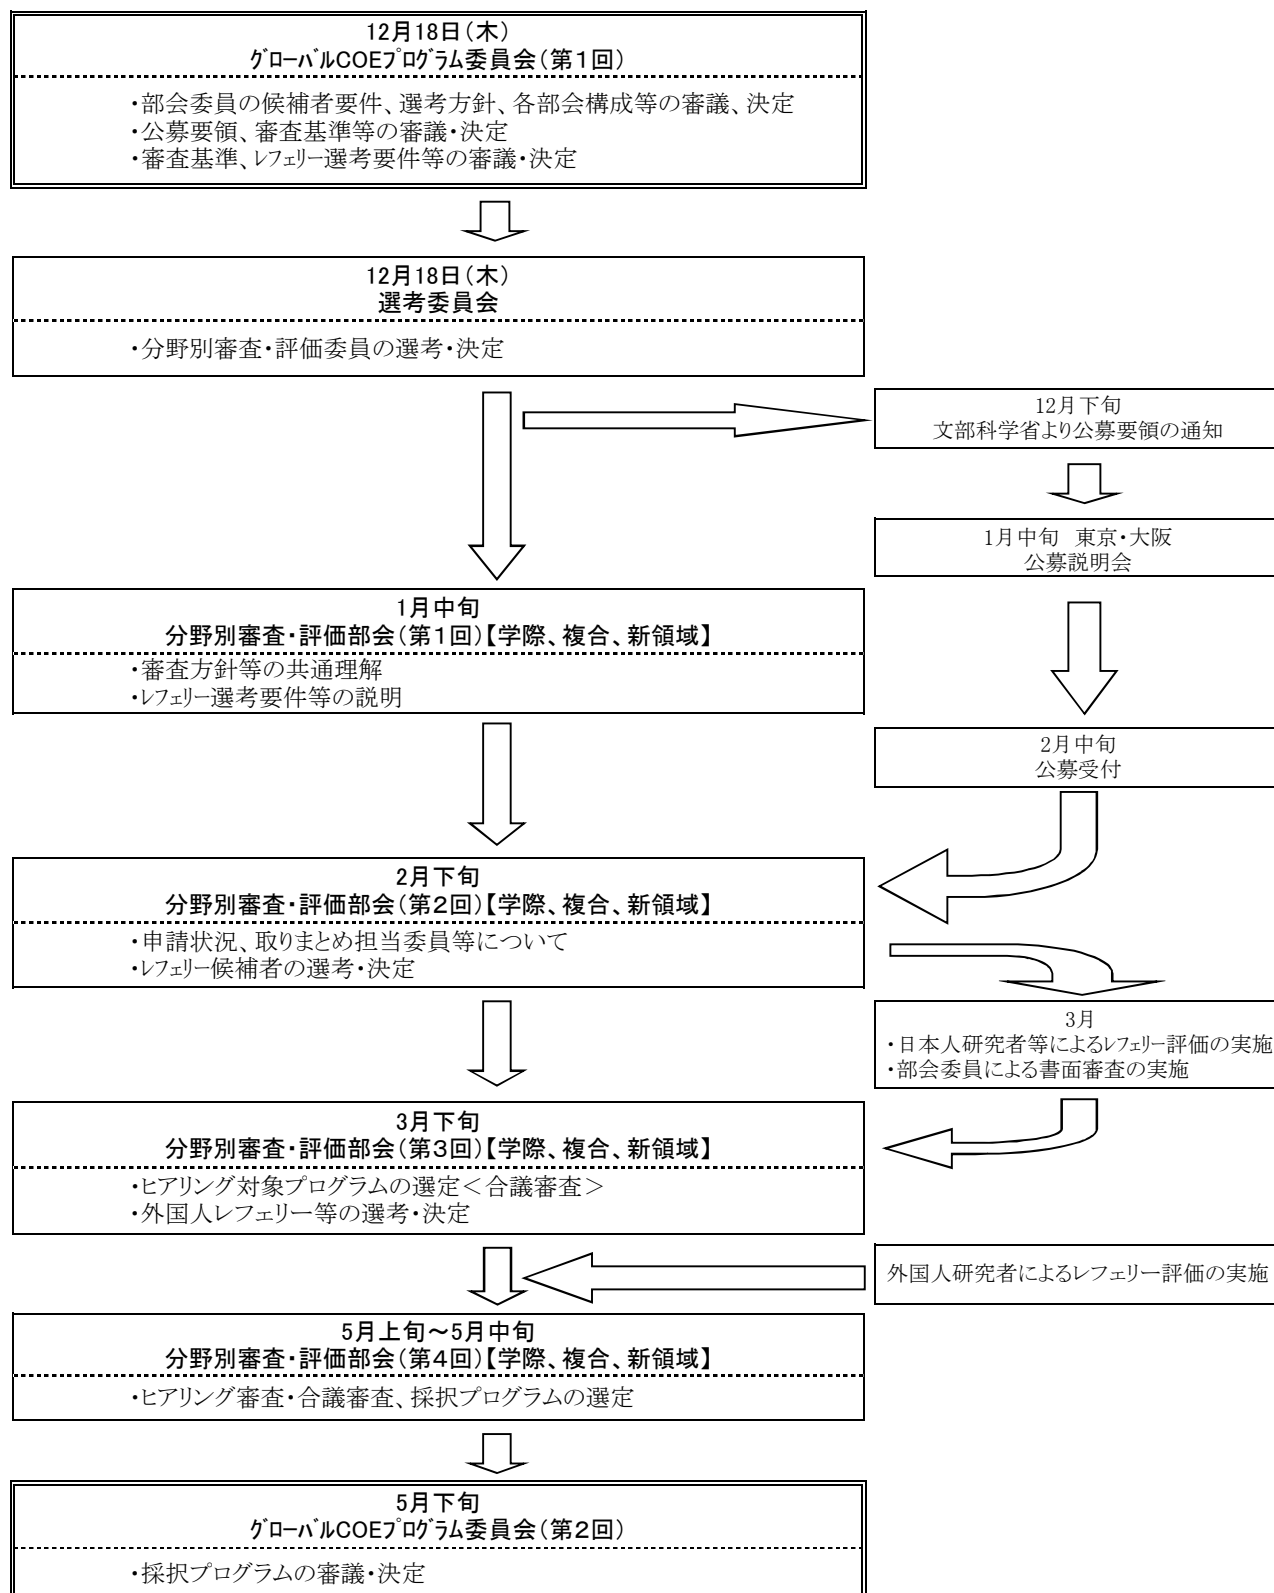 12月18日(木)
グローバルCOEプログラム委員会(第1回)
・部会委員の候補者要件、選考方針、各部会構成等の審議、決定
・公募要領、審査基準等の審議・決定
・審査基準、レフェリー選考要件等の審議・決定
12月18日(木)
選考委員会
・分野別審査・評価委員の選考・決定
12月下旬
文部科学省より公募要領の通知
1月中旬 東京・大阪
公募説明会
1月中旬
分野別審査・評価部会(第1回)【学際、複合、新領域】
・審査方針等の共通理解
・レフェリー選考要件等の説明
2月中旬
公募受付
2月下旬
分野別審査・評価部会(第2回)【学際、複合、新領域】
・申請状況、取りまとめ担当委員等について
・レフェリー候補者の選考・決定
3月
・日本人研究者等によるレフェリー評価の実施
・部会委員による書面審査の実施
3月下旬
分野別審査・評価部会(第3回)【学際、複合、新領域】
・ヒアリング対象プログラムの選定<合議審査>
・外国人レフェリー等の選考・決定
外国人研究者によるレフェリー評価の実施
5月上旬~5月中旬
分野別審査・評価部会(第4回)【学際、複合、新領域】
・ヒアリング審査・合議審査、採択プログラムの選定
5月下旬
グローバルCOEプログラム委員会(第2回)
・採択プログラムの審議・決定